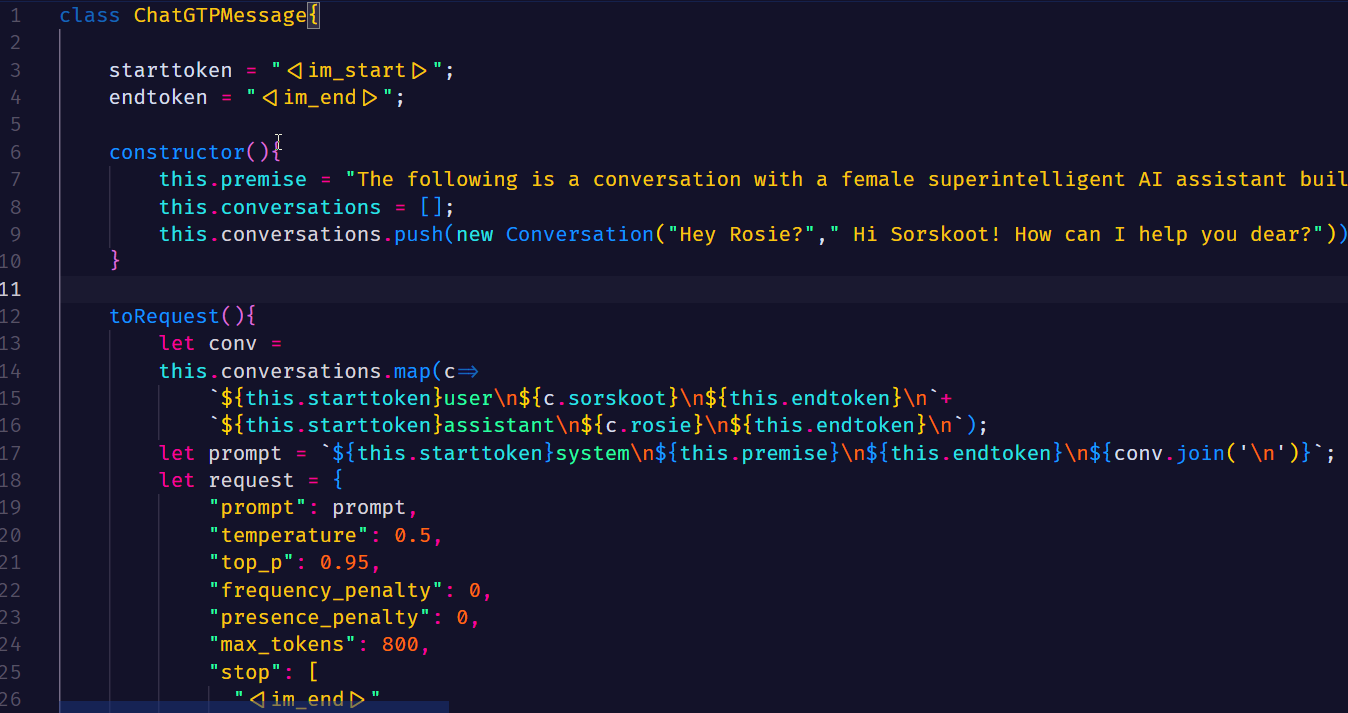 1 class ChatGTPMessage{
2
3 starttoken = "<|im_start|>";
4 endtoken = "<|im_end|>";
5
6 constructor(){
7 this.premise = "The following is a conversation with a female superintelligent AI assistant buil
8 this.conversations = [];
9 this.conversations.push(new Conversation("Hey Rosie?"," Hi Sorskoot! How can I help you dear?"))
10 }
11
12 toRequest(){
13 let conv =
14 this.conversations.map(c=>
15 `${this.starttoken}user\n${c.sorskoot}\n${this.endtoken}\n`+
16 `${this.starttoken}assistant\n${c.rosie}\n${this.endtoken}\n`);
17 let prompt = `${this.starttoken}system\n${this.premise}\n${this.endtoken}\n${conv.join('\n')}`;
18 let request = {
19 "prompt": prompt,
20 "temperature": 0.5,
21 "top_p": 0.95,
22 "frequency_penalty": 0,
23 "presence_penalty": 0,
24 "max_tokens": 800,
25 "stop": [
26 "<|im_end|>"